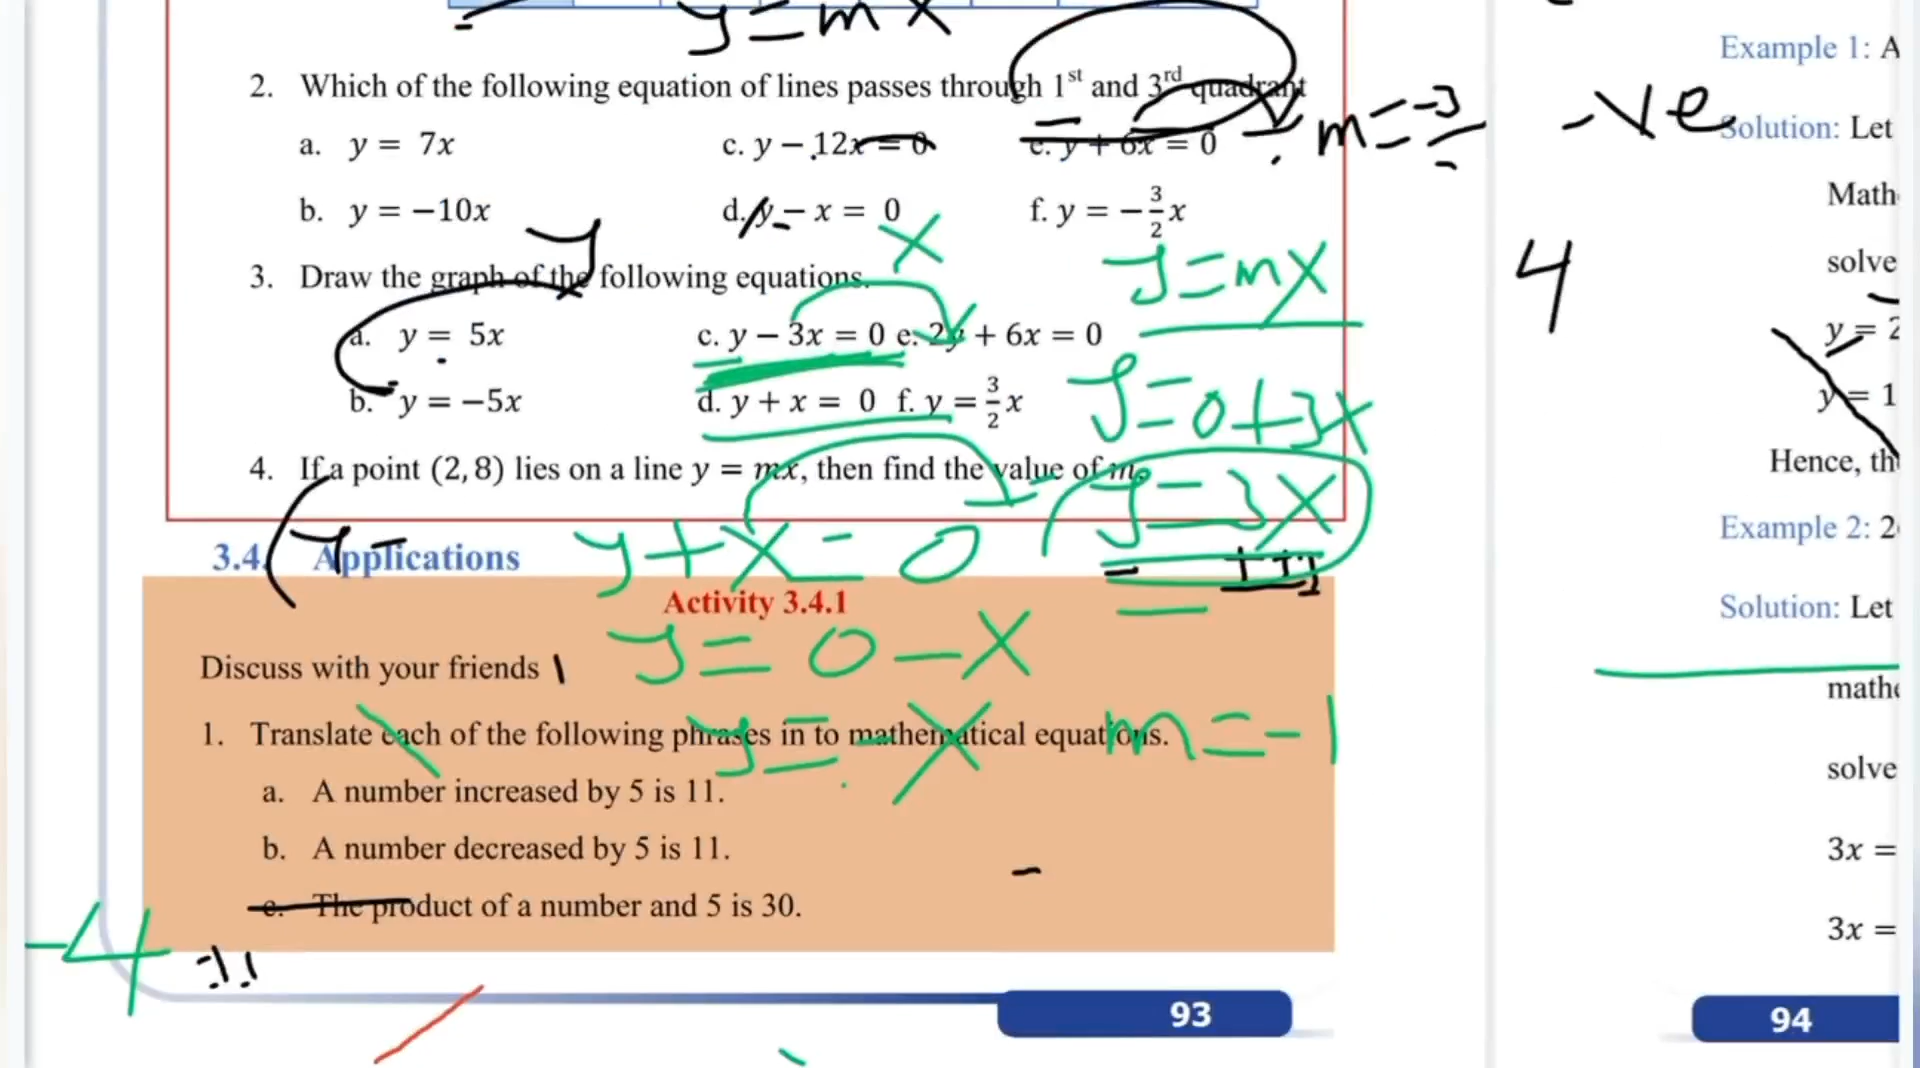 y=mx
2. Which of the following equation of lines passes through 1st and 3rd quadrant
a. y = 7x c. y – 12x = 0 e. y + 6x = 0
m=-3 -ve
b. y = −10x d. y – x = 0 f. y = −3/2x
y x y=mx 4
3. Draw the graph of the following equations.
a. y = 5x c. y – 3x = 0 e. 2y + 6x = 0
y=0+3x
b. y = −5x d. y + x = 0 f. y = 3/2x
4. If a point (2, 8) lies on a line y = mx, then find the value of m.
y=3x
y+x=0
3.4. Applications
Activity 3.4.1
y=0-x
Discuss with your friends
y=-x m=-1
1. Translate each of the following phrases in to mathematical equations.
a. A number increased by 5 is 11.
b. A number decreased by 5 is 11.
c. The product of a number and 5 is 30.
-4
93
Example 1: A
Solution: Let
Math
solve
y = 2
y = 1
Hence, th
Example 2: 2
Solution: Let
mathe
solve
3x =
3x =
94